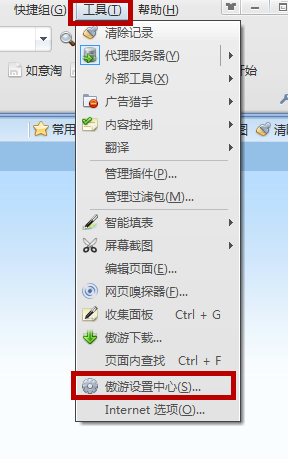 快捷组(G) 工具(T) 帮助(H)
清除记录
如意淘 代理服务器(Y) 开始
外部工具(X)
广告猎手
常用 内容控制 图 清除
翻译
管理插件(P)...
管理过滤包(M)...
智能填表
屏幕截图
编辑页面(E)...
网页嗅探器(F)...
收集面板 Ctrl + G
傲游下载...
页面内查找 Ctrl + F
傲游设置中心(S)...
Internet 选项(O)...